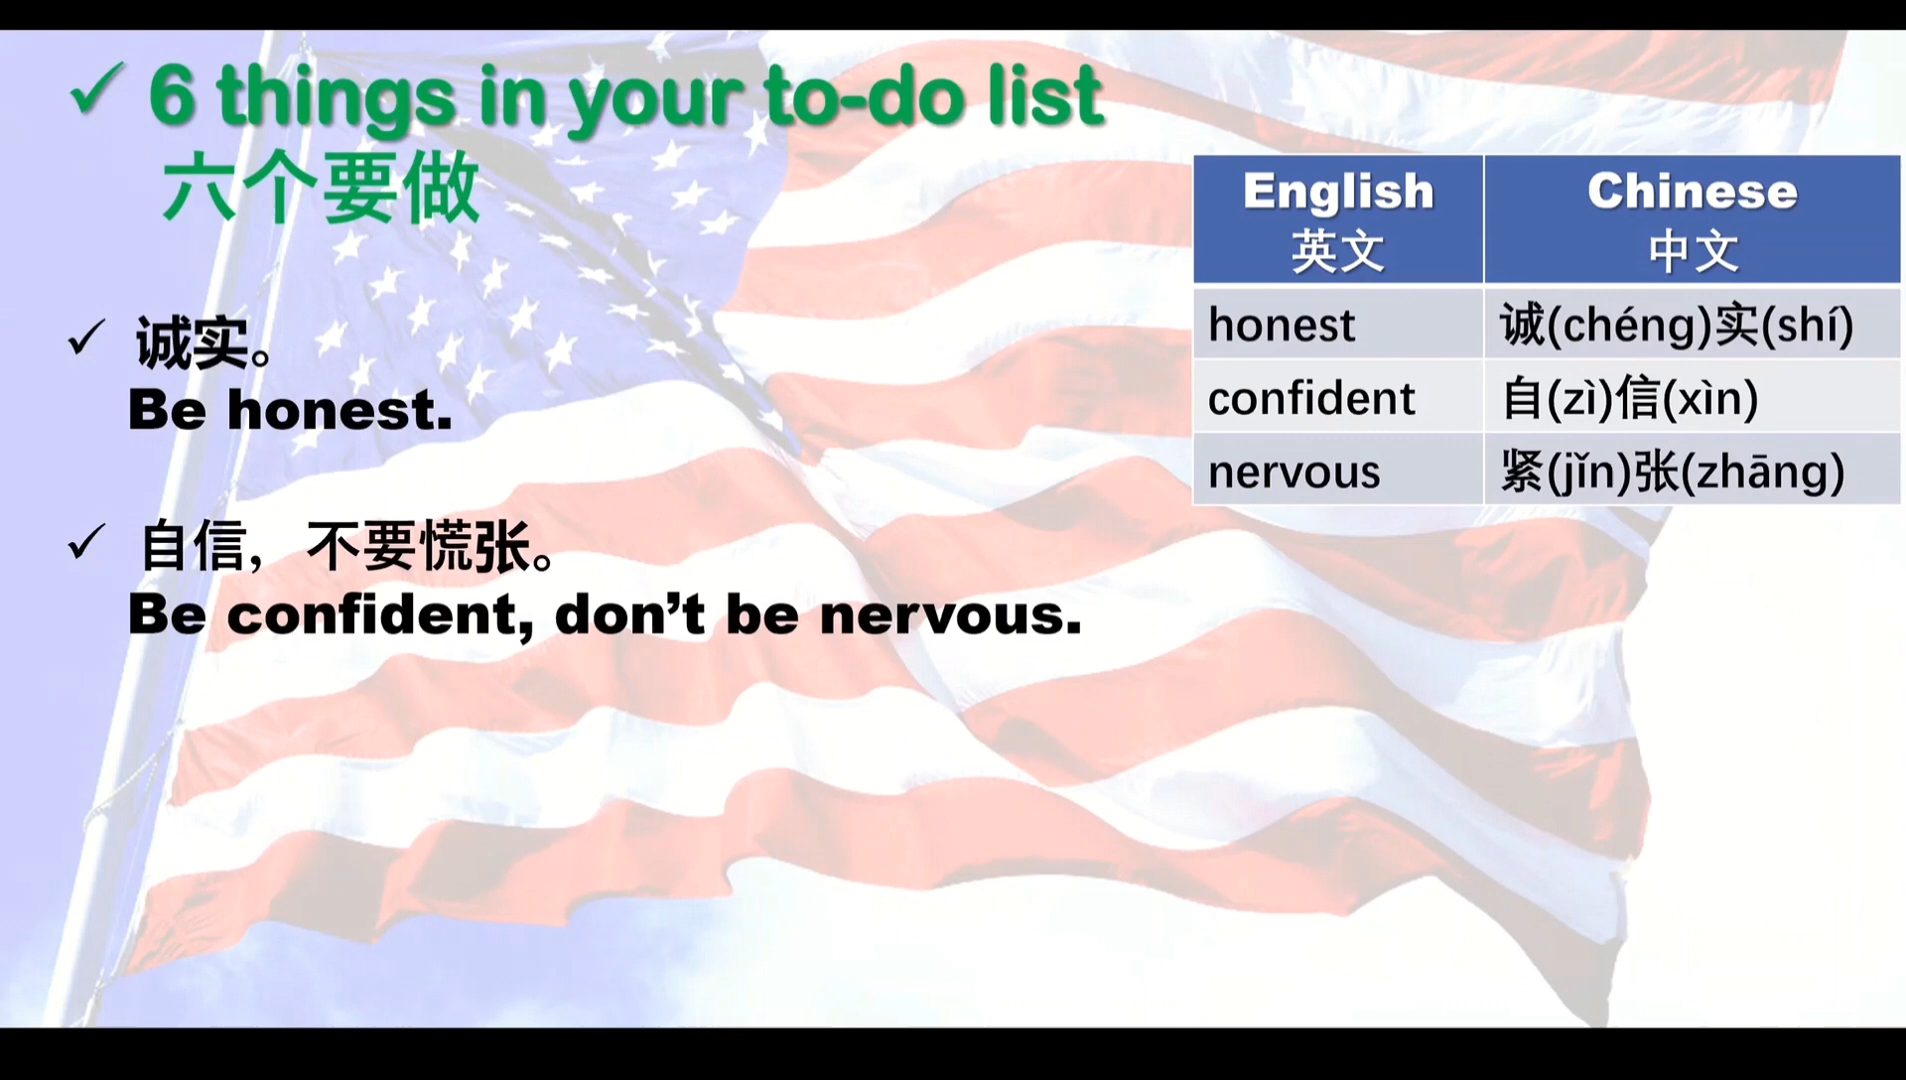 ✓ 6 things in your to-do list
六个要做
✓ 诚实。
Be honest.
✓ 自信，不要慌张。
Be confident, don’t be nervous.
English Chinese
英文 中文
honest 诚(chéng)实(shí)
confident 自(zì)信(xìn)
nervous 紧(jǐn)张(zhāng)